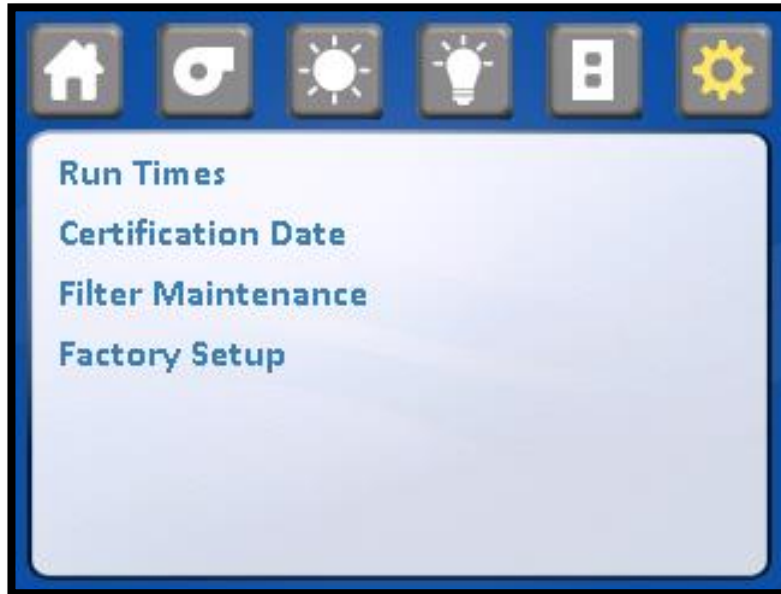 Run Times
Certification Date
Filter Maintenance
Factory Setup